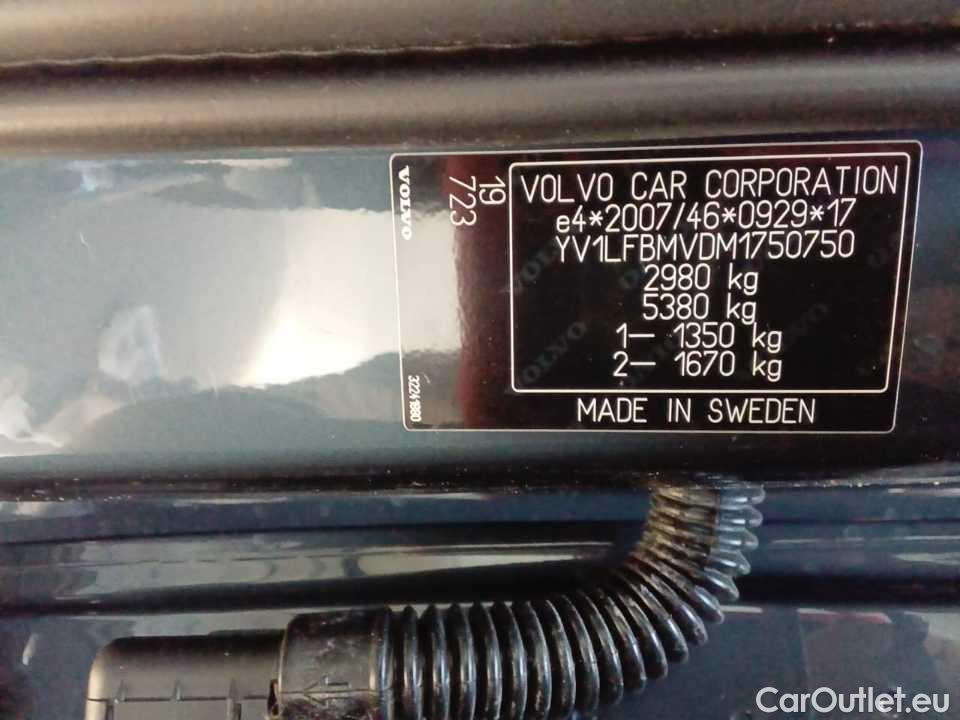 VOLVO CAR CORPORATION
e4*2007/46*0929*17
YV1LFBMVDM1750750
2980 kg
5380 kg
1– 1350 kg
2– 1670 kg
MADE IN SWEDEN
19
723
VOLVO
32241980
CarOutlet.eu